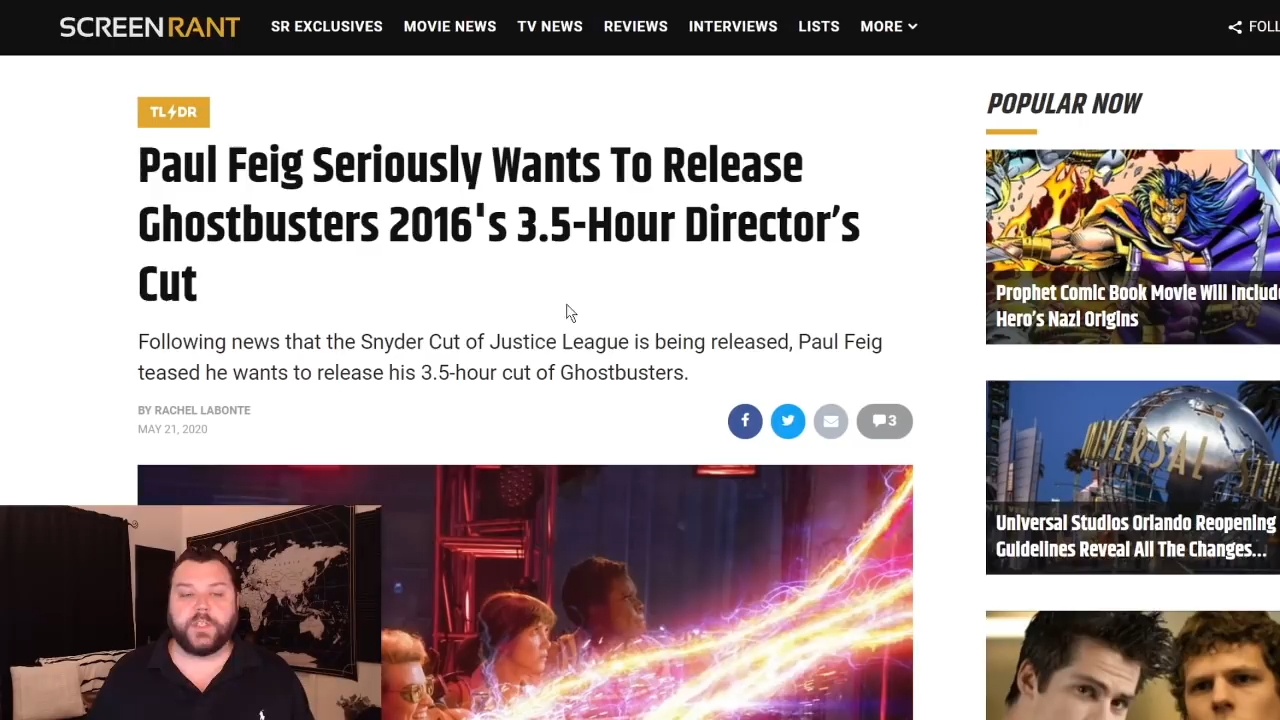 SCREENRANT
SR EXCLUSIVES MOVIE NEWS TV NEWS REVIEWS INTERVIEWS LISTS MORE
TL DR
Paul Feig Seriously Wants To Release
Ghostbusters 2016's 3.5-Hour Director’s
Cut
Following news that the Snyder Cut of Justice League is being released, Paul Feig
teased he wants to release his 3.5-hour cut of Ghostbusters.
BY RACHEL LABONTE
MAY 21, 2020
3
POPULAR NOW
Prophet Comic Book Movie Will
Hero’s Nazi Origins
UNIVERSAL
Universal Studios Orlando Reopening
Guidelines Reveal All The Changes...